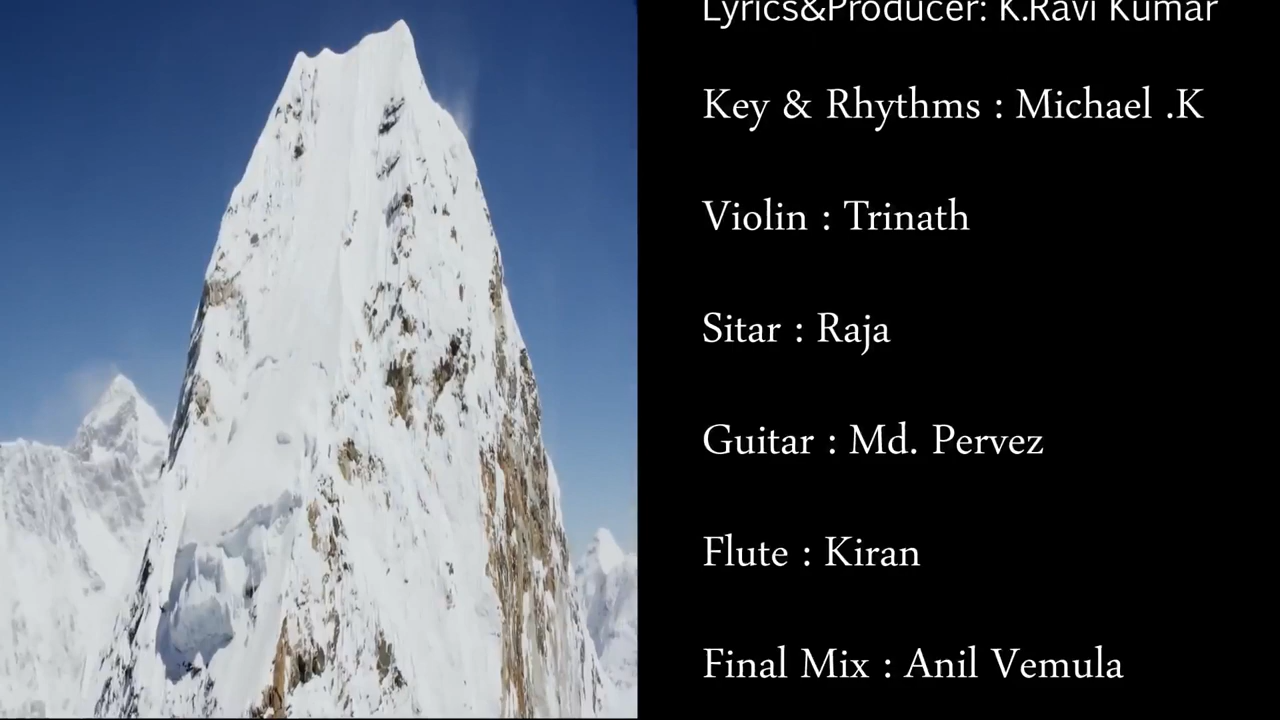 Lyrics&Producer: K.Ravi Kumar
Key & Rhythms : Michael .K
Violin : Trinath
Sitar : Raja
Guitar : Md. Pervez
Flute : Kiran
Final Mix : Anil Vemula